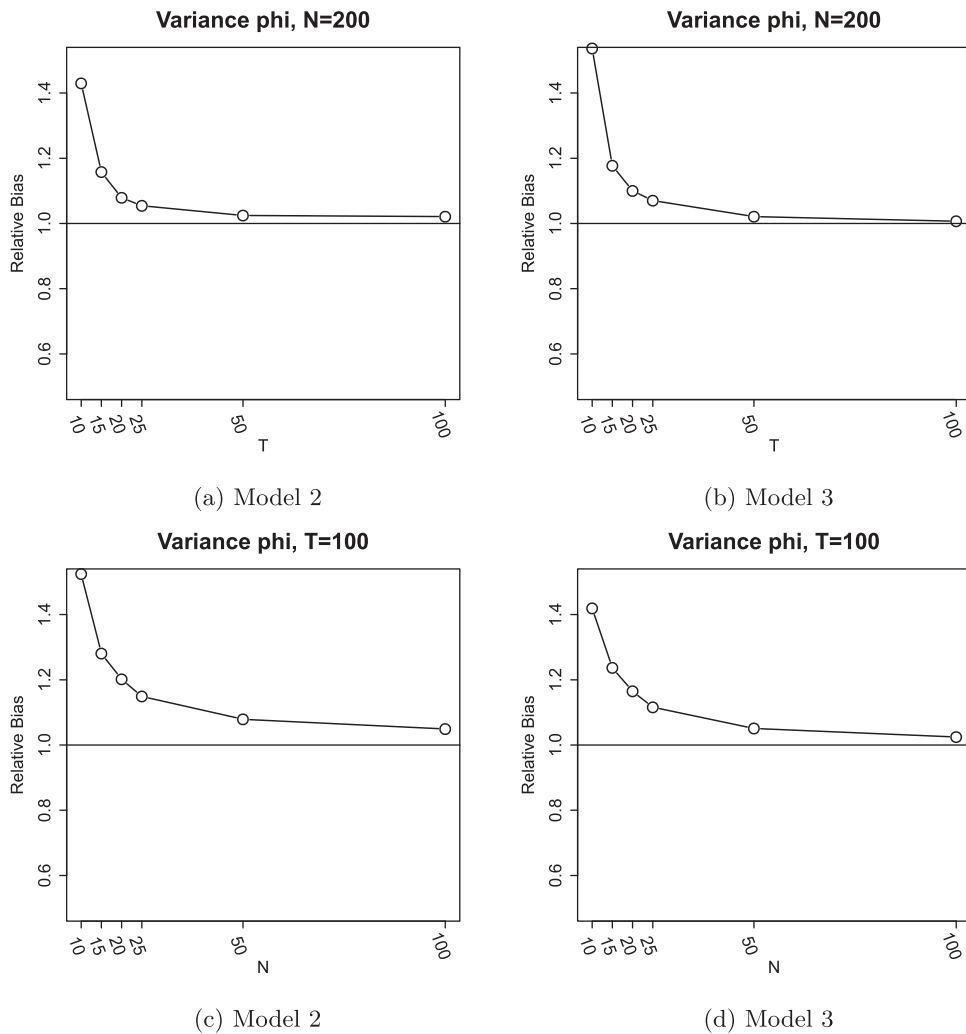 Variance phi, N=200
Relative Bias
1.4
1.2
1.0
0.8
0.6
10 15 20 25 50 100
T
(a) Model 2
Variance phi, N=200
Relative Bias
1.4
1.2
1.0
0.8
0.6
10 15 20 25 50 100
T
(b) Model 3
Variance phi, T=100
Relative Bias
1.4
1.2
1.0
0.8
0.6
10 15 20 25 50 100
N
(c) Model 2
Variance phi, T=100
Relative Bias
1.4
1.2
1.0
0.8
0.6
10 15 20 25 50 100
N
(d) Model 3